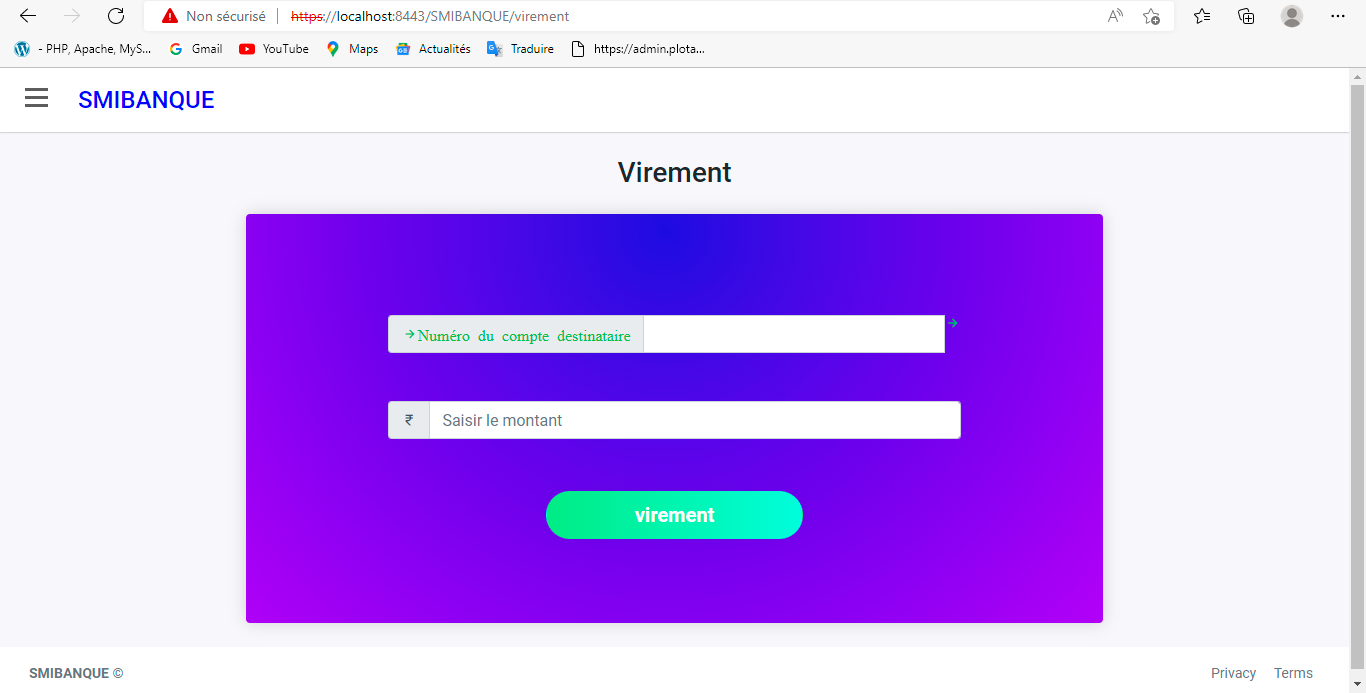 Non sécurisé https://localhost:8443/SMIBANQUE/virement
- PHP, Apache, MyS... Gmail YouTube Maps Actualités Traduire https://admin.plota...
SMIBANQUE
Virement
→Numéro du compte destinataire →
₹ Saisir le montant
virement
SMIBANQUE © Privacy Terms